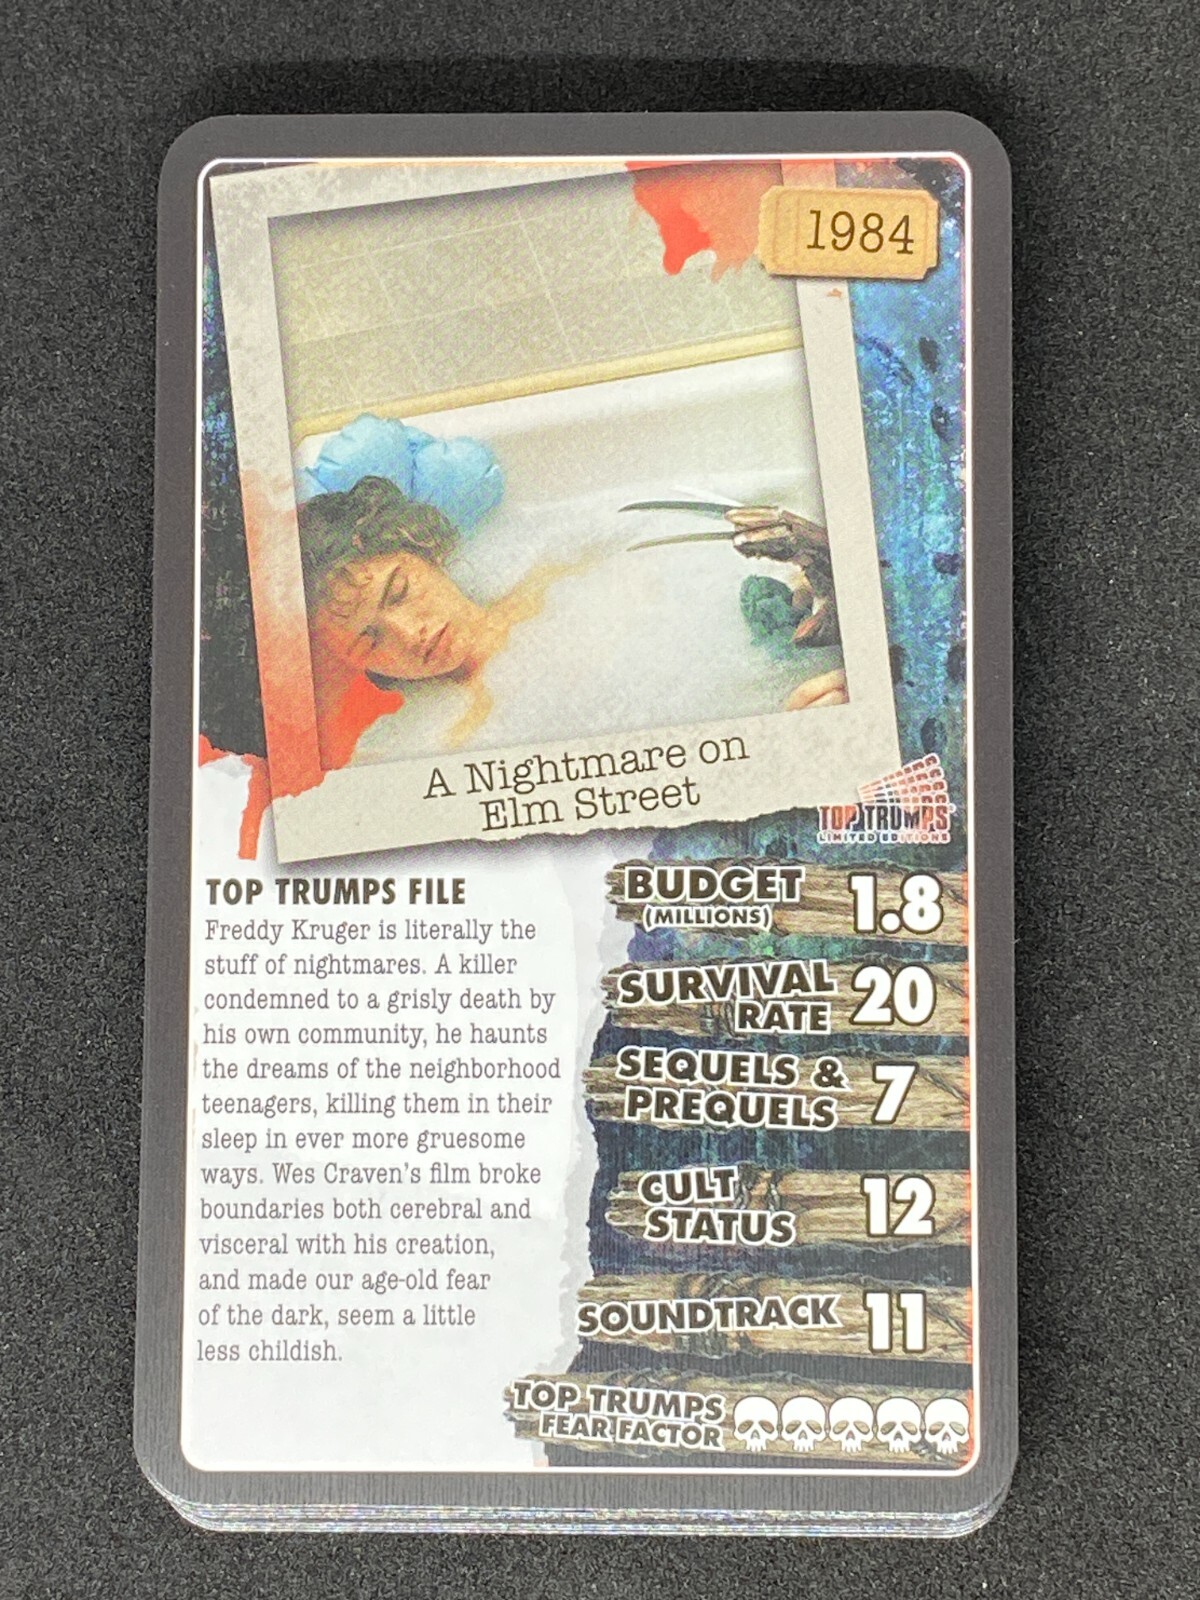 1984
A Nightmare on
Elm Street
TOP TRUMPS
LIMITED EDITIONS
TOP TRUMPS FILE
Freddy Kruger is literally the
stuff of nightmares. A killer
condemned to a grisly death by
his own community, he haunts
the dreams of the neighborhood
teenagers, killing them in their
sleep in ever more gruesome
ways. Wes Craven's film broke
boundaries both cerebral and
visceral with his creation,
and made our age-old fear
of the dark, seem a little
less childish.
BUDGET 1.8
(MILLIONS)
SURVIVAL
RATE 20
SEQUELS &
PREQUELS 7
CULT
STATUS 12
SOUNDTRACK 11
TOP TRUMPS
FEAR FACTOR